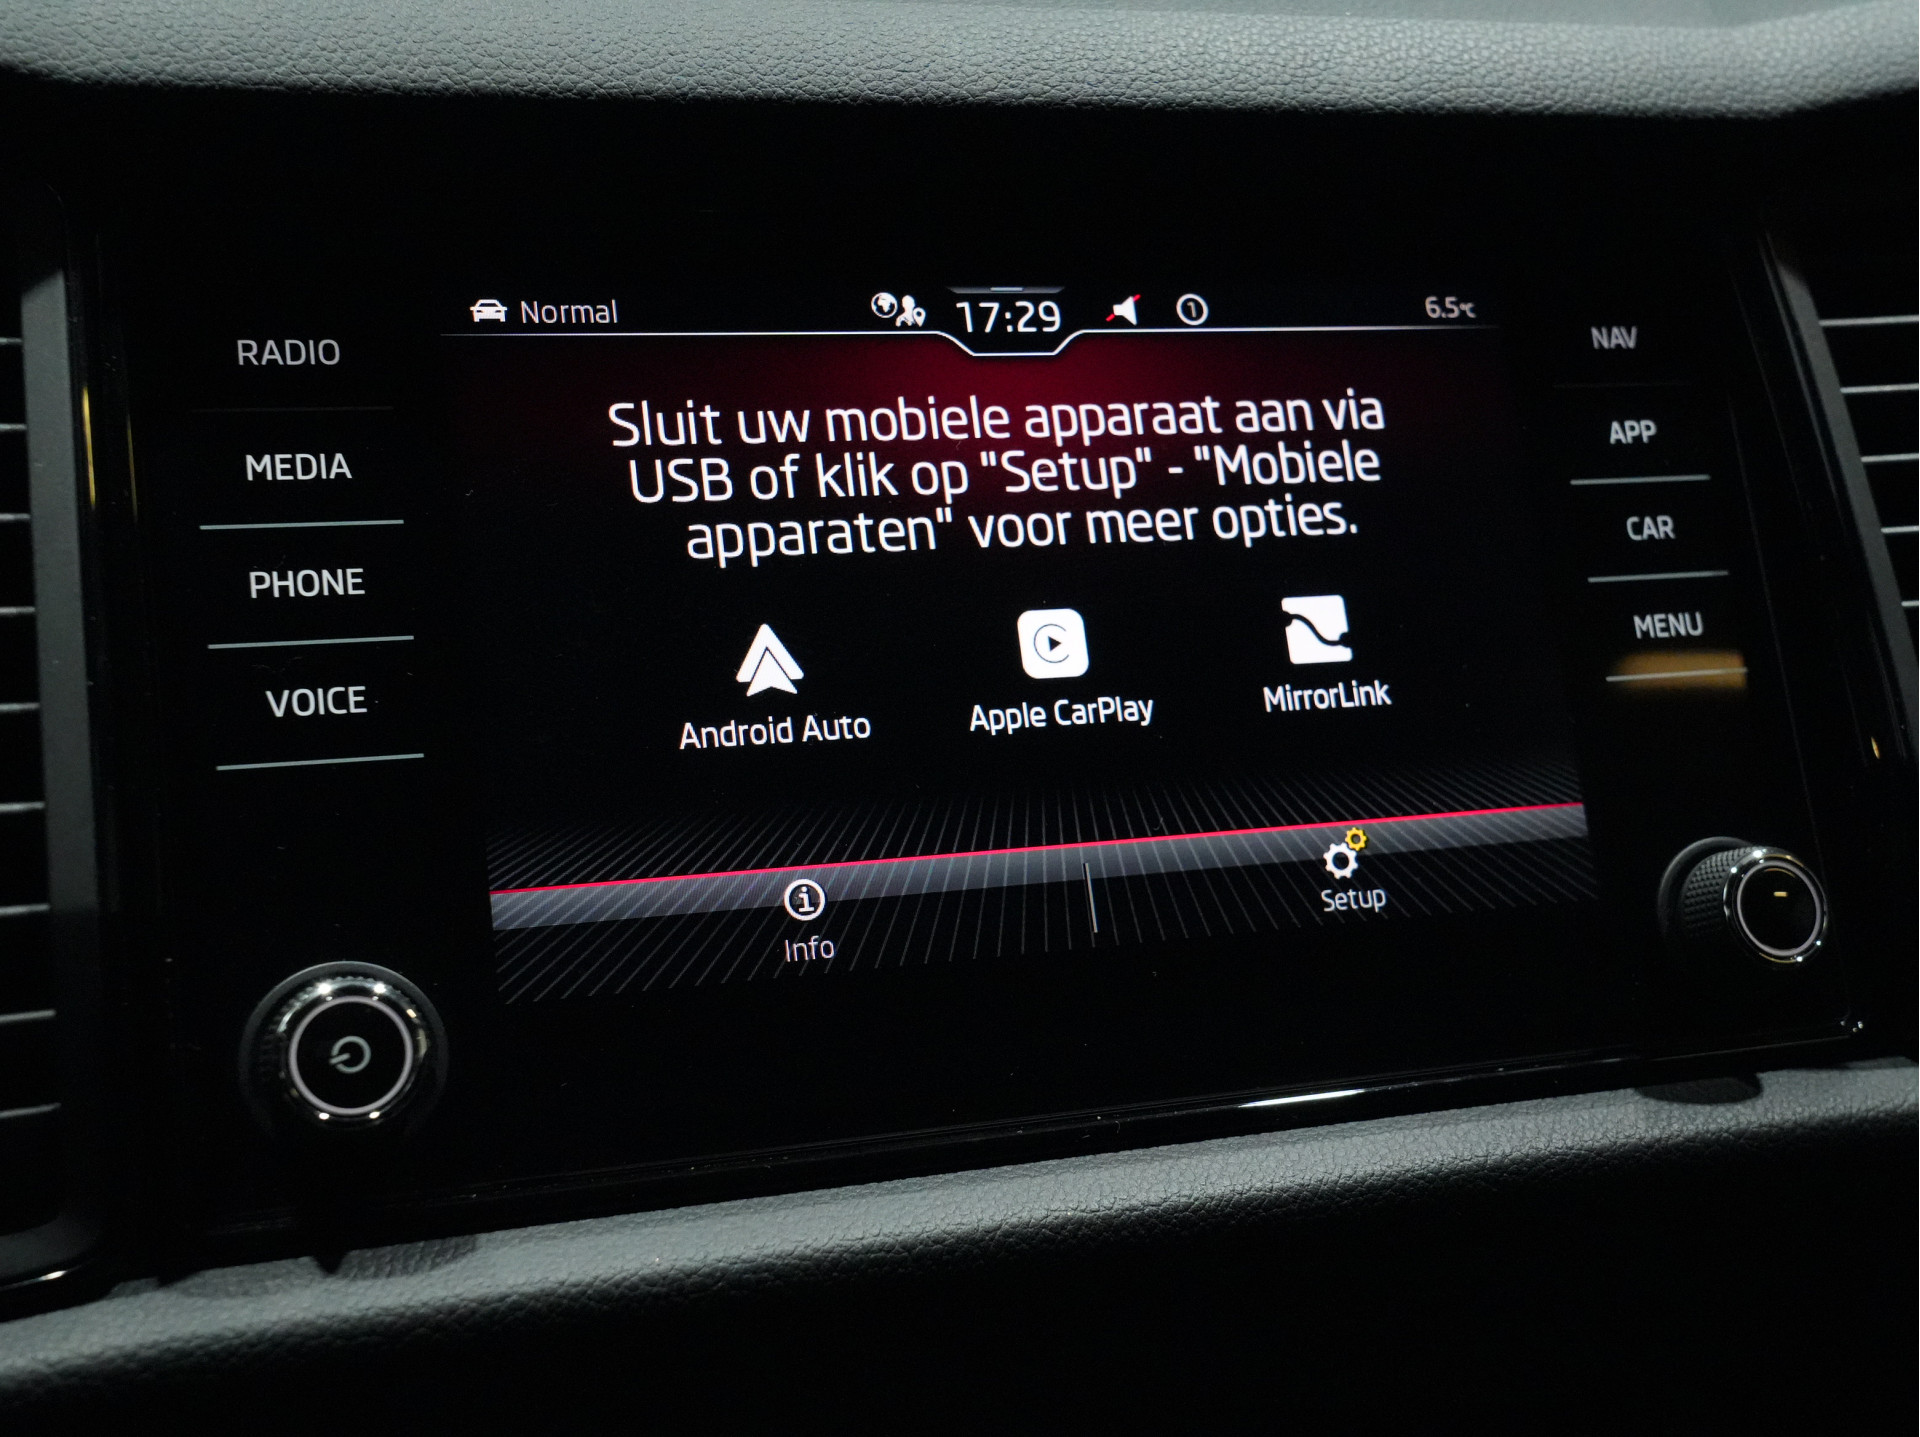 Normal
17:29
1
6.5°C
RADIO
MEDIA
PHONE
VOICE
NAV
APP
CAR
MENU
Sluit uw mobiele apparaat aan via
USB of klik op "Setup" - "Mobiele
apparaten" voor meer opties.
Android Auto
Apple CarPlay
MirrorLink
Info
Setup